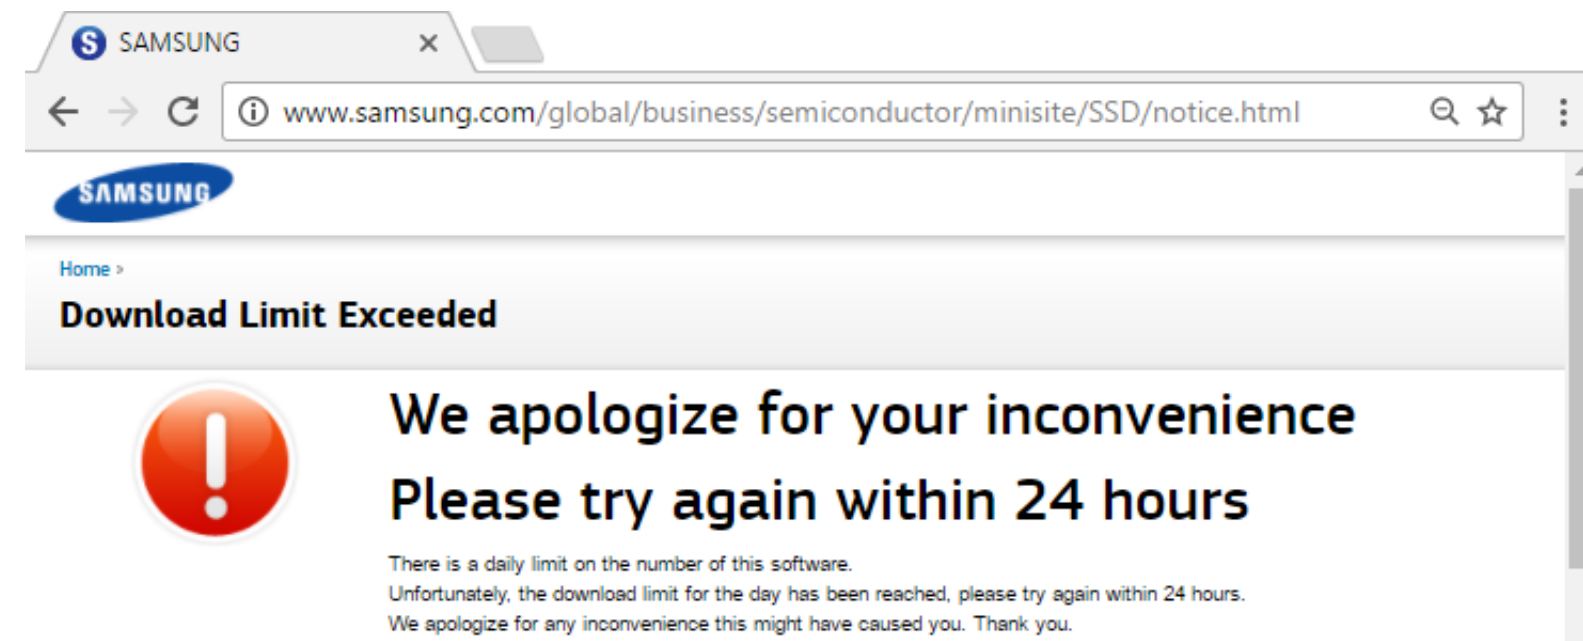 SAMSUNG
www.samsung.com/global/business/semiconductor/minisite/SSD/notice.html
SAMSUNG
Home >
Download Limit Exceeded
We apologize for your inconvenience
Please try again within 24 hours
There is a daily limit on the number of this software.
Unfortunately, the download limit for the day has been reached, please try again within 24 hours.
We apologize for any inconvenience this might have caused you. Thank you.